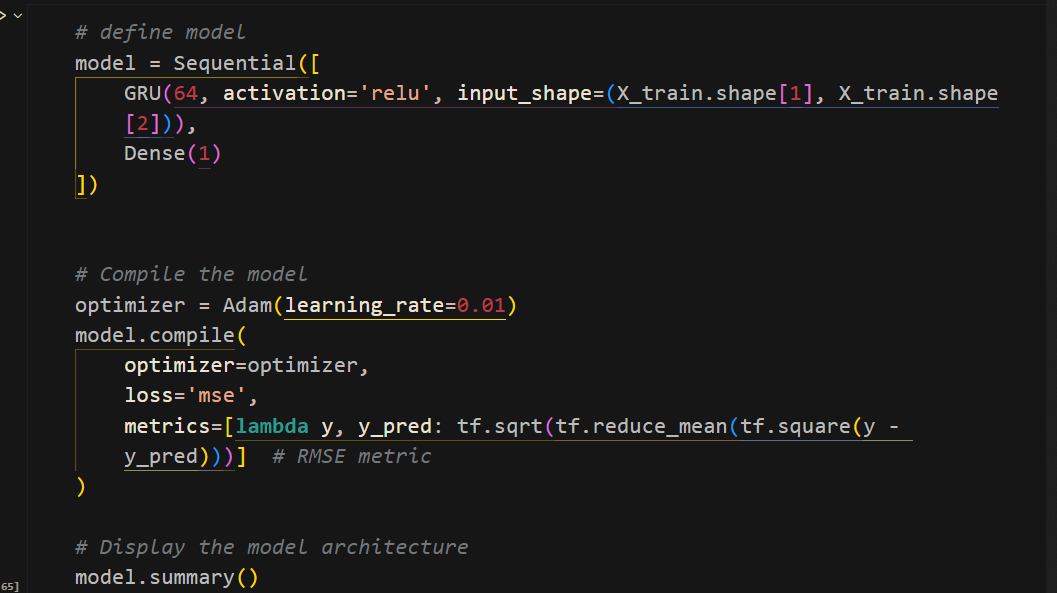 # define model
model = Sequential([
GRU(64, activation='relu', input_shape=(X_train.shape[1], X_train.shape
[2])),
Dense(1)
])
# Compile the model
optimizer = Adam(learning_rate=0.01)
model.compile(
optimizer=optimizer,
loss='mse',
metrics=[lambda y, y_pred: tf.sqrt(tf.reduce_mean(tf.square(y -
y_pred)))]  # RMSE metric
)
# Display the model architecture
model.summary()
65]